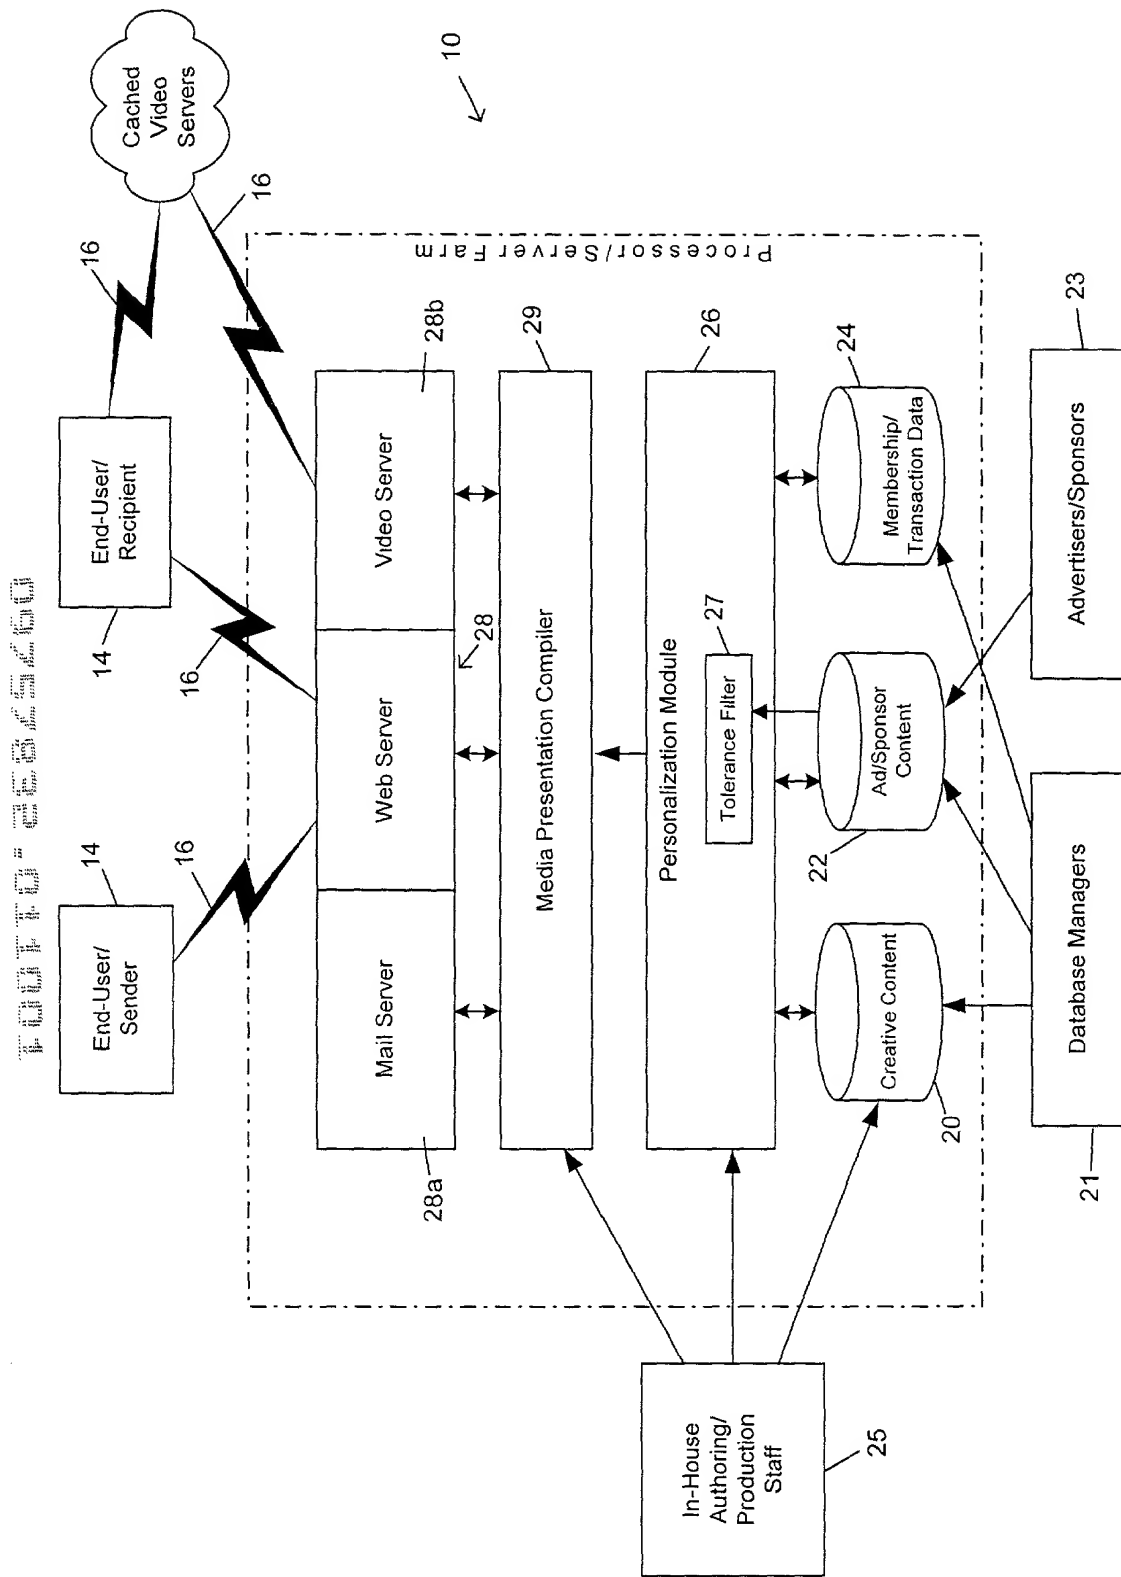 End-User/
Sender
14
16
End-User/
Recipient
14
16
16
Cached
Video
Servers
16
10
Processor/Server Farm
Mail Server
Web Server
Video Server
28a
28
28b
Media Presentation Compiler
29
Personalization Module
26
Tolerance Filter
27
Creative Content
20
Ad/Sponsor
Content
22
Membership/
Transaction Data
24
In-House
Authoring/
Production
Staff
25
Database Managers
21
Advertisers/Sponsors
23